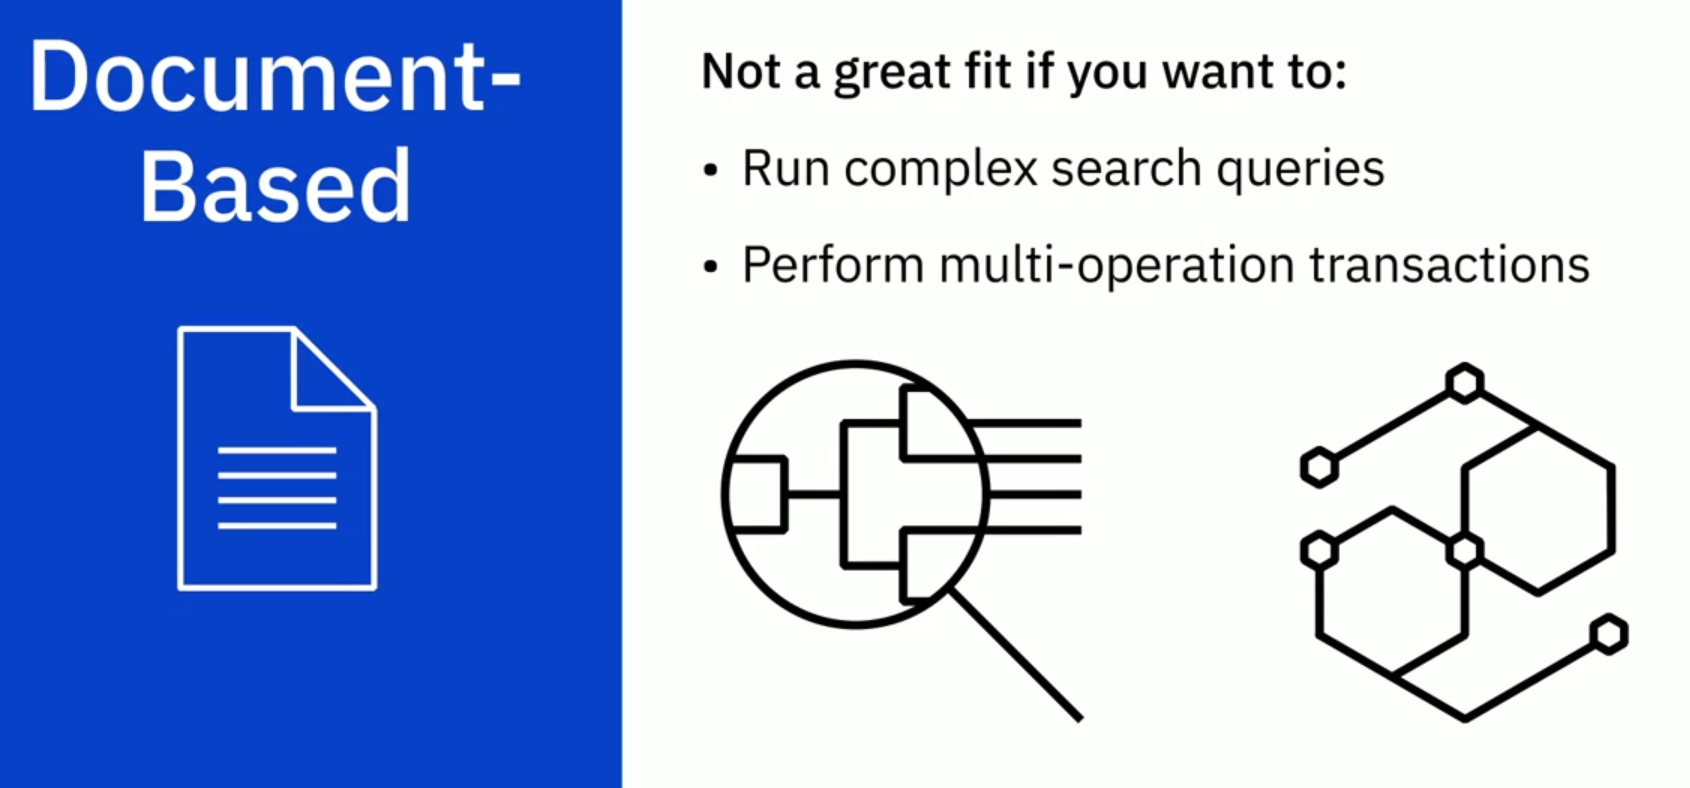 Document-
Based
Not a great fit if you want to:
• Run complex search queries
• Perform multi-operation transactions